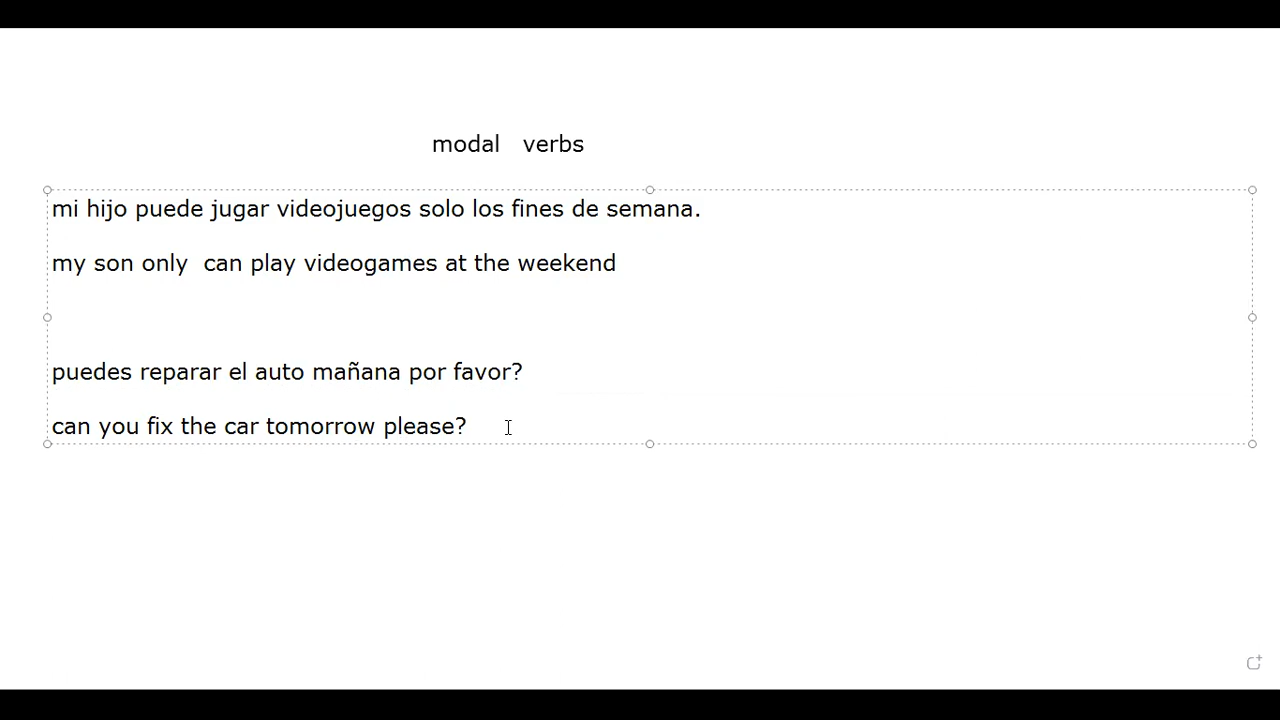 modal verbs
mi hijo puede jugar videojuegos solo los fines de semana.
my son only can play videogames at the weekend
puedes reparar el auto mañana por favor?
can you fix the car tomorrow please?